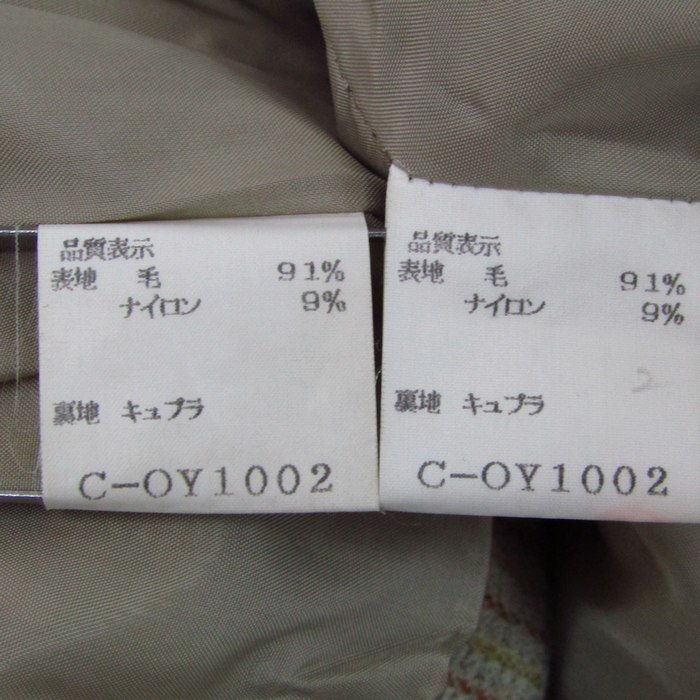 品質表示
表地 毛 91%
ナイロン 9%
裏地 キュプラ
C-OY1002
品質表示
表地 毛 91%
ナイロン 9%
2
裏地 キュプラ
C-OY1002